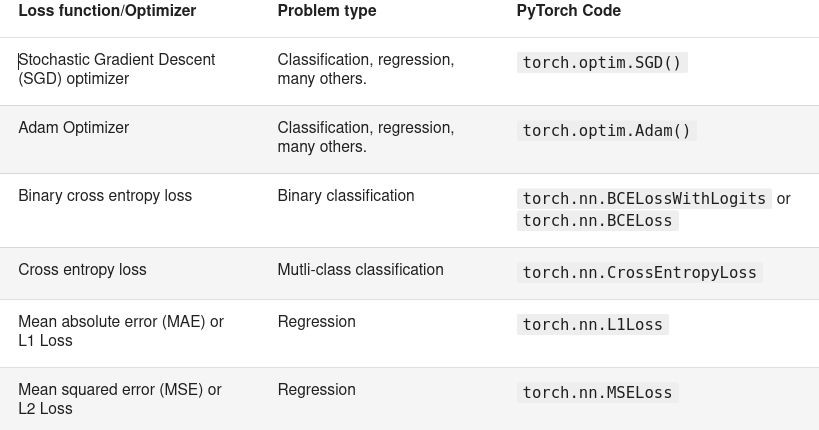 Loss function/Optimizer Problem type PyTorch Code
Stochastic Gradient Descent Classification, regression, torch.optim.SGD()
(SGD) optimizer many others.
Adam Optimizer Classification, regression, torch.optim.Adam()
many others.
Binary cross entropy loss Binary classification torch.nn.BCELossWithLogits or
torch.nn.BCELoss
Cross entropy loss Mutli-class classification torch.nn.CrossEntropyLoss
Mean absolute error (MAE) or Regression torch.nn.L1Loss
L1 Loss
Mean squared error (MSE) or Regression torch.nn.MSELoss
L2 Loss